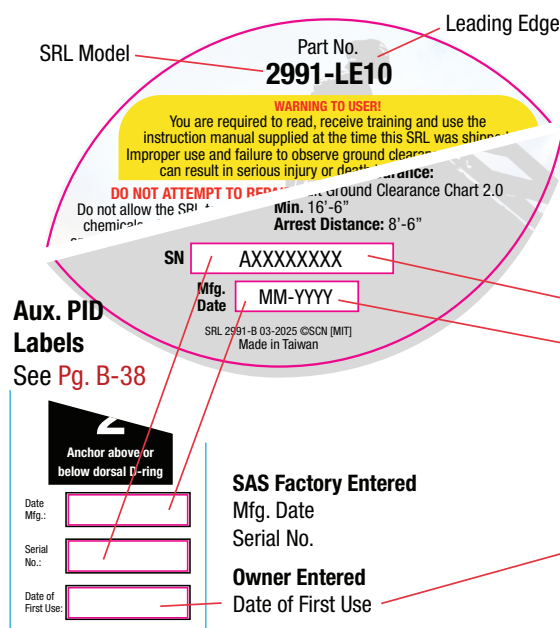 Leading Edge
SRL Model
Part No.
2991-LE10
WARNING TO USER!
You are required to read, receive training and use the
instruction manual supplied at the time this SRL was
Improper use and failure to observe ground
can result in serious injury or death
DO NOT ATTEMPT TO
Ground Clearance Chart 2.0
Do not allow the SRL
Min. 16'-6"
chemicals
Arrest Distance: 8'-6"
SN AXXXXXXXX
Mfg.
Date MM-YYYY
SRL 2991-B 03-2025 ©SCN [MIT]
Made in Taiwan
Aux. PID
Labels
See Pg. B-38
2
Anchor above or
below dorsal D-ring
Date
Mfg.:
Serial
No.:
Date of
First Use:
SAS Factory Entered
Mfg. Date
Serial No.
Owner Entered
Date of First Use